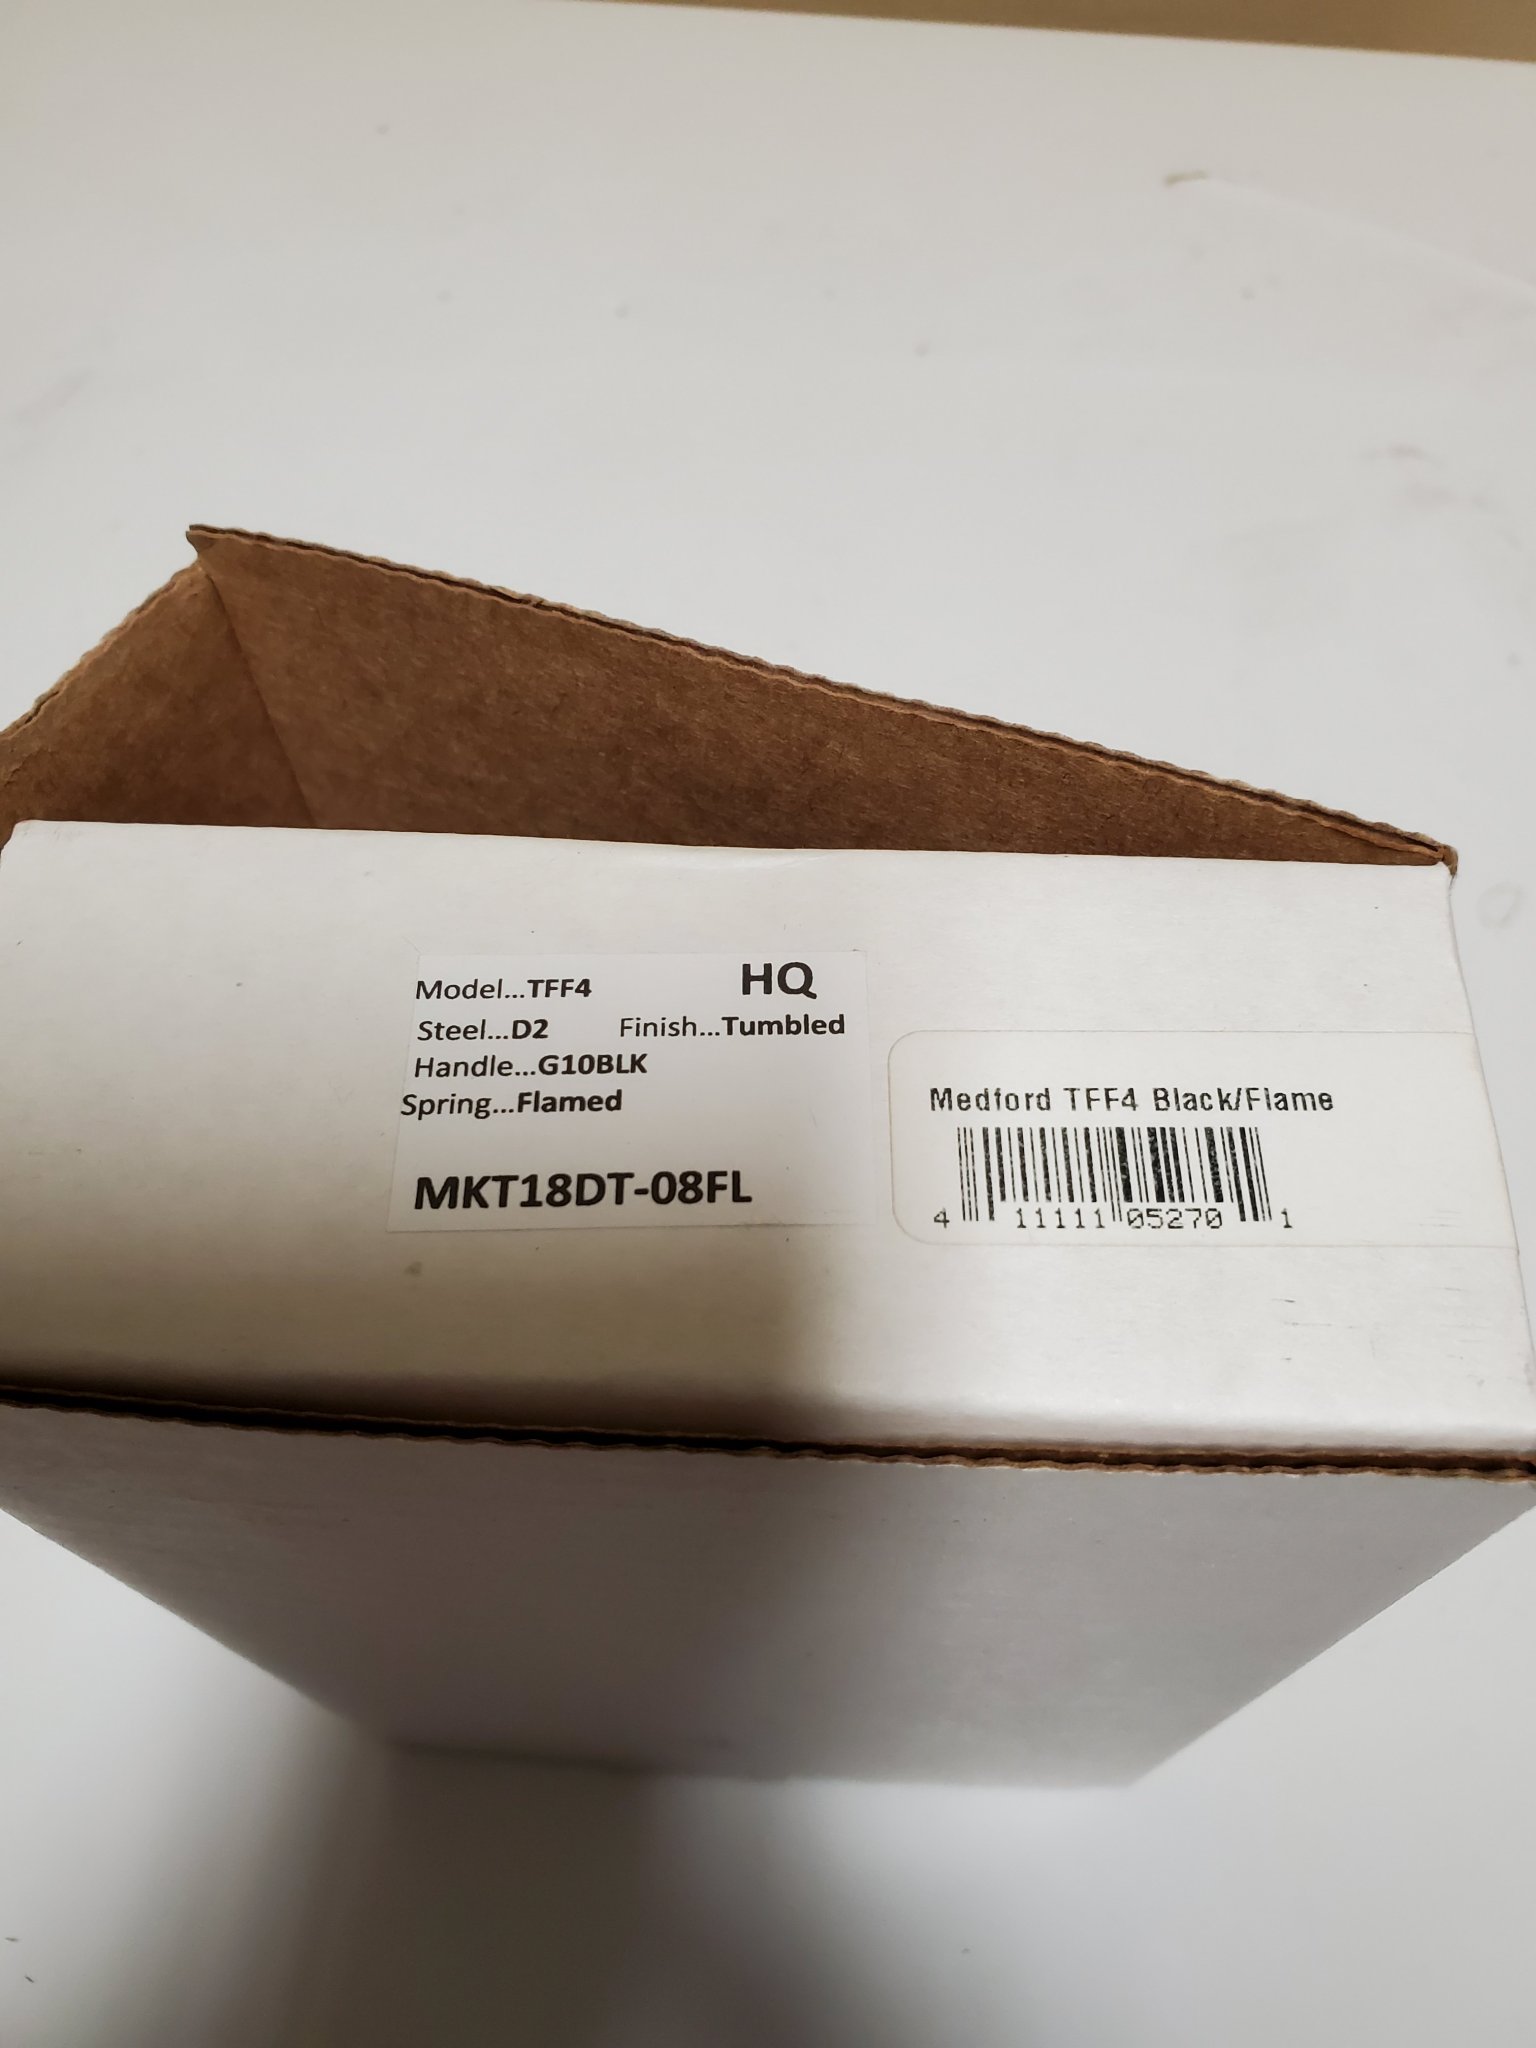 Model...TFF4 HQ
Steel...D2 Finish...Tumbled
Handle...G10BLK
Spring...Flamed
MKT18DT-08FL
Medford TFF4 Black/Flame
4 11111 05270 1